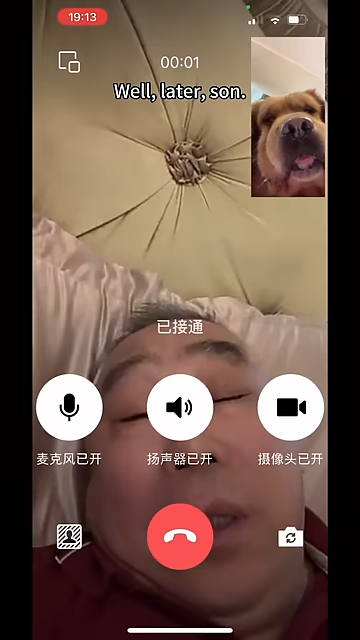 19:13
00:01
Well, later, son.
已接通
麦克风已开
扬声器已开
摄像头已开